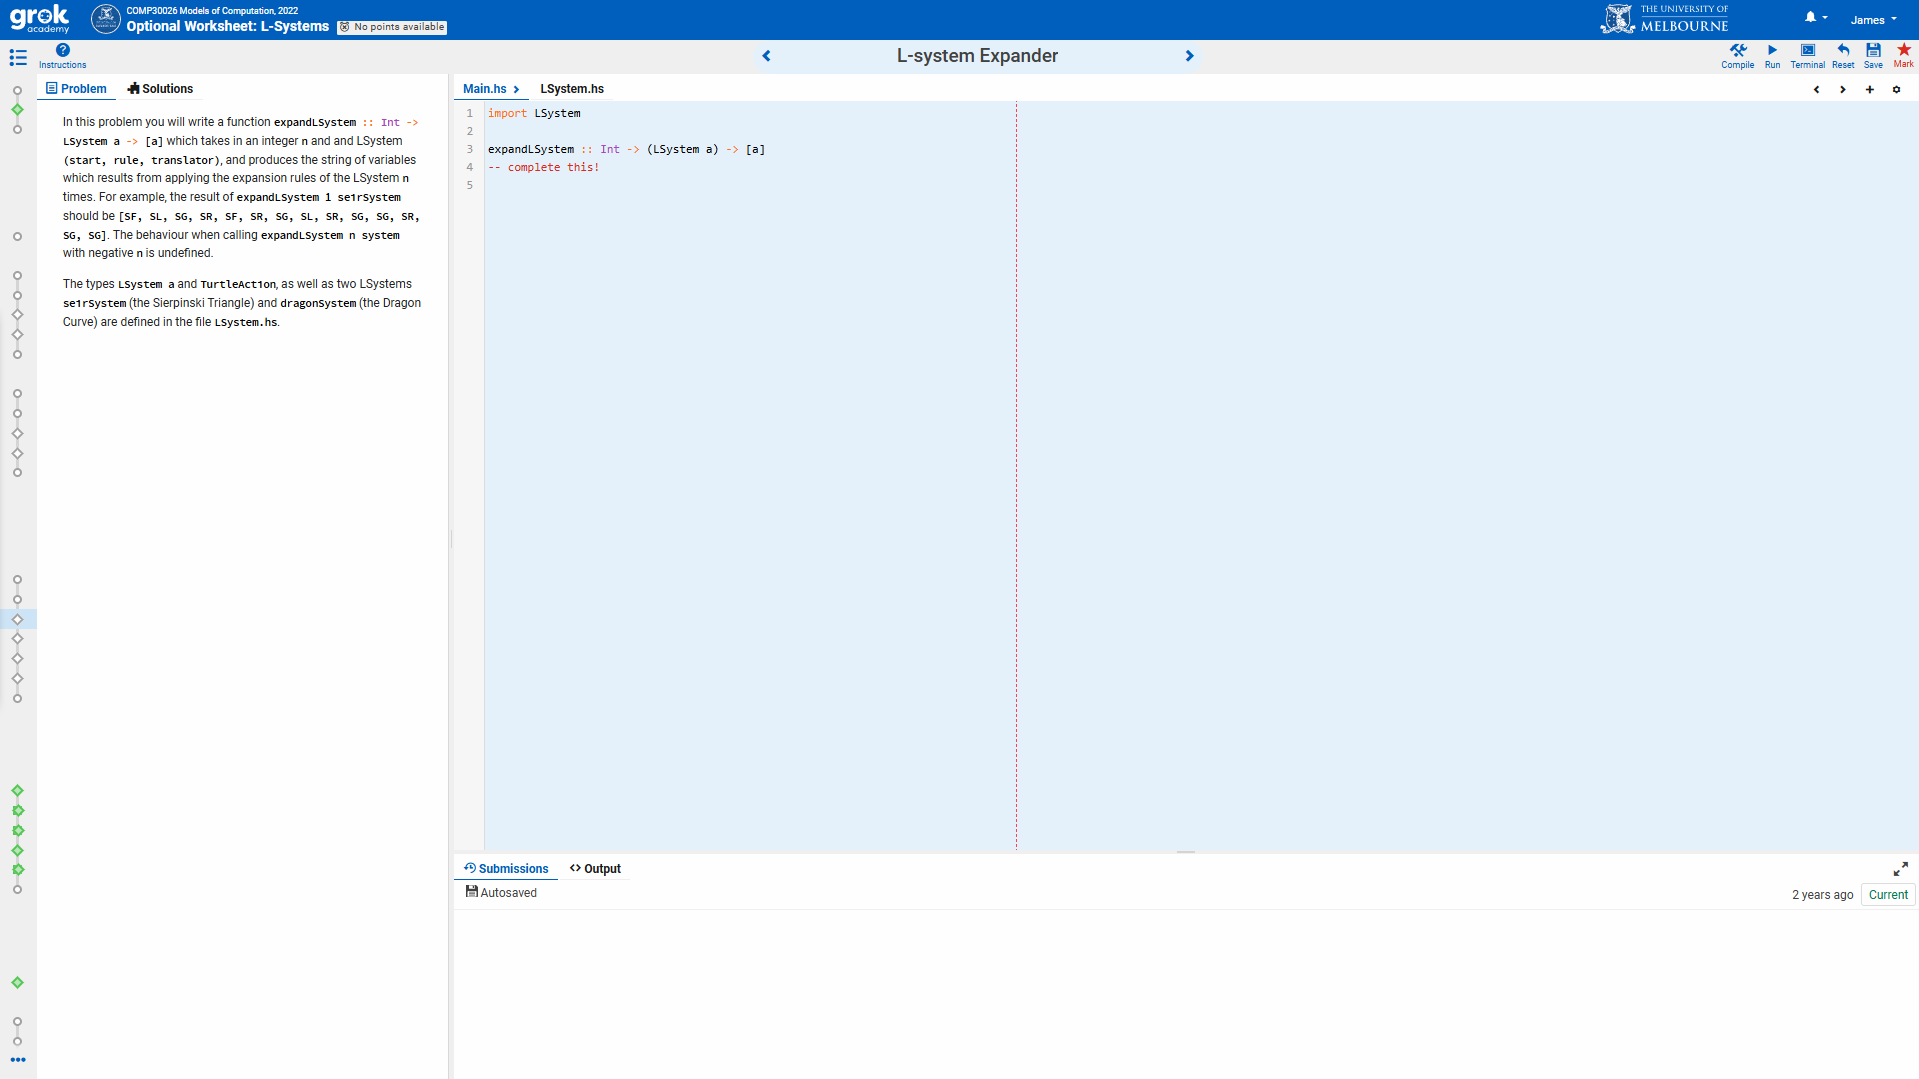 grok
academy
COMP30026 Models of Computation, 2022
Optional Worksheet: L-Systems
No points available
THE UNIVERSITY OF
MELBOURNE
James
Instructions
L-system Expander
Compile
Run
Terminal
Reset
Save
Mark
Problem
Solutions
In this problem you will write a function expandLSystem :: Int ->
LSystem a -> [a] which takes in an integer n and and LSystem
(start, rule, translator), and produces the string of variables
which results from applying the expansion rules of the LSystem n
times. For example, the result of expandLSystem 1 seirSystem
should be [SF, SL, SG, SR, SF, SR, SG, SL, SR, SG, SG, SR,
SG, SG]. The behaviour when calling expandLSystem n system
with negative n is undefined.
The types LSystem a and TurtleAction, as well as two LSystems
seirSystem (the Sierpinski Triangle) and dragonSystem (the Dragon
Curve) are defined in the file LSystem.hs.
Main.hs
LSystem.hs
1 import LSystem
2
3 expandLSystem :: Int -> (LSystem a) -> [a]
4 -- complete this!
5
Submissions
Output
Autosaved
2 years ago
Current